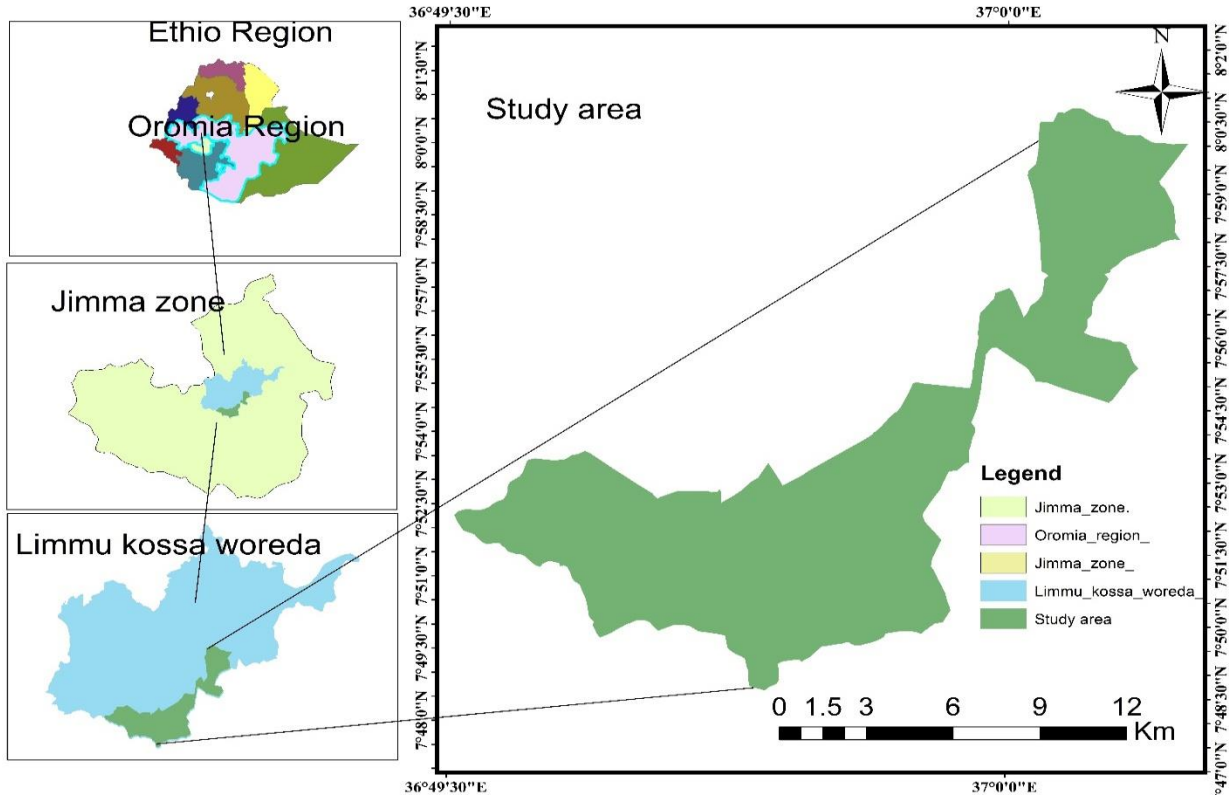 Ethio Region
Oromia Region
Jimma zone
Limmu kossa woreda
36°49'30"E
37°0'0"E
N
Study area
8°1'30"N
8°0'0"N
7°58'30"N
7°57'0"N
7°55'30"N
7°54'0"N
7°52'30"N
7°51'0"N
7°49'30"N
7°48'0"N
8°2'0"N
8°0'30"N
7°59'0"N
7°57'30"N
7°56'0"N
7°54'30"N
7°53'0"N
7°51'30"N
7°50'0"N
7°48'30"N
7°47'0"N
Legend
Jimma_zone.
Oromia_region_
Jimma_zone_
Limmu_kossa_woreda_
Study area
0 1.5 3 6 9 12
Km
36°49'30"E
37°0'0"E